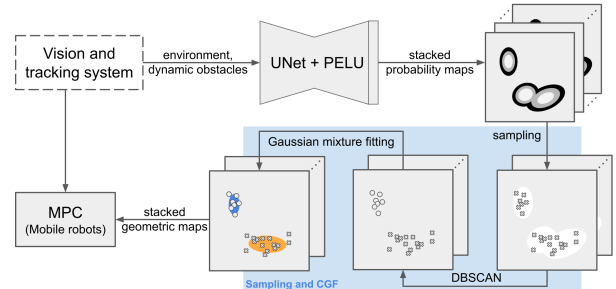 Vision and
tracking system
environment,
dynamic obstacles
UNet + PELU
stacked
probability maps
sampling
Gaussian mixture fitting
MPC
(Mobile robots)
stacked
geometric maps
DBSCAN
Sampling and CGF